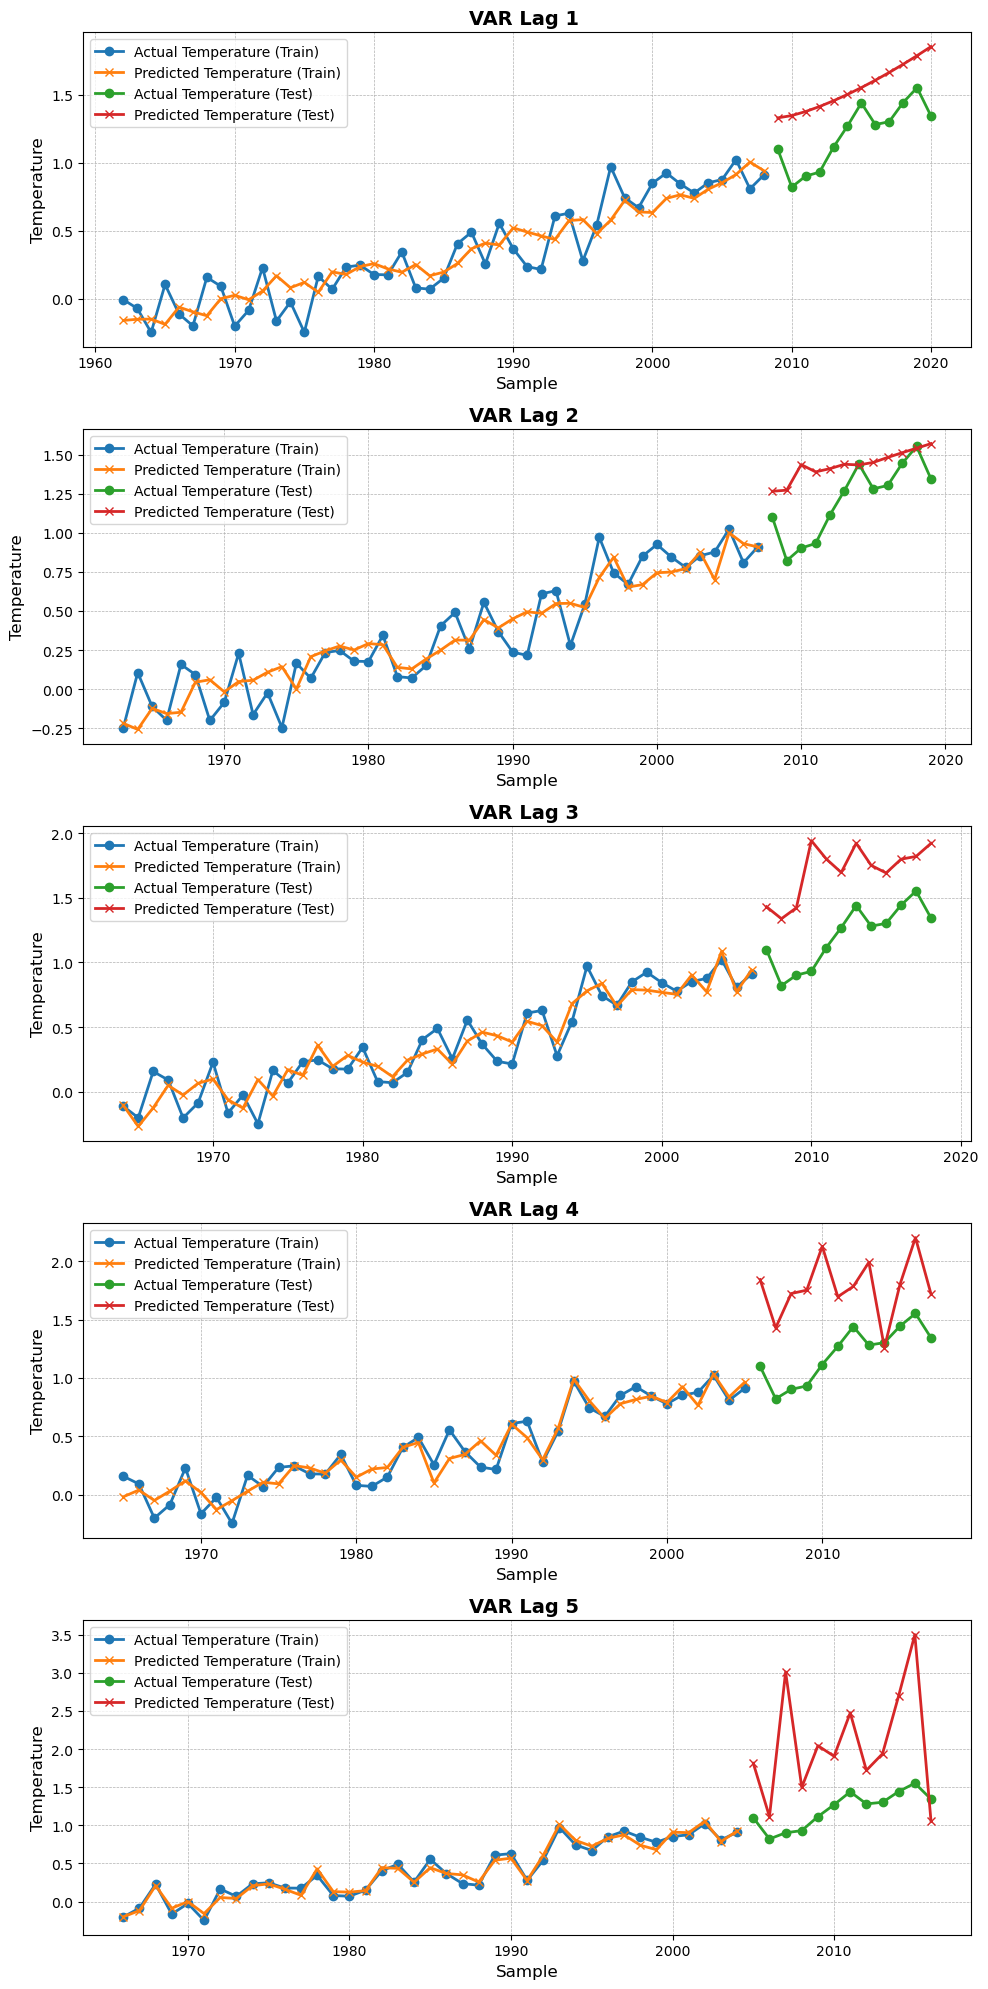 VAR Lag 1
Actual Temperature (Train)
Predicted Temperature (Train)
Actual Temperature (Test)
Predicted Temperature (Test)
Temperature
1.5
1.0
0.5
0.0
1960 1970 1980 1990 2000 2010 2020
Sample
VAR Lag 2
Actual Temperature (Train)
Predicted Temperature (Train)
Actual Temperature (Test)
Predicted Temperature (Test)
Temperature
1.50
1.25
1.00
0.75
0.50
0.25
0.00
−0.25
1970 1980 1990 2000 2010 2020
Sample
VAR Lag 3
Actual Temperature (Train)
Predicted Temperature (Train)
Actual Temperature (Test)
Predicted Temperature (Test)
Temperature
2.0
1.5
1.0
0.5
0.0
1970 1980 1990 2000 2010 2020
Sample
VAR Lag 4
Actual Temperature (Train)
Predicted Temperature (Train)
Actual Temperature (Test)
Predicted Temperature (Test)
Temperature
2.0
1.5
1.0
0.5
0.0
1970 1980 1990 2000 2010
Sample
VAR Lag 5
Actual Temperature (Train)
Predicted Temperature (Train)
Actual Temperature (Test)
Predicted Temperature (Test)
Temperature
3.5
3.0
2.5
2.0
1.5
1.0
0.5
0.0
1970 1980 1990 2000 2010
Sample